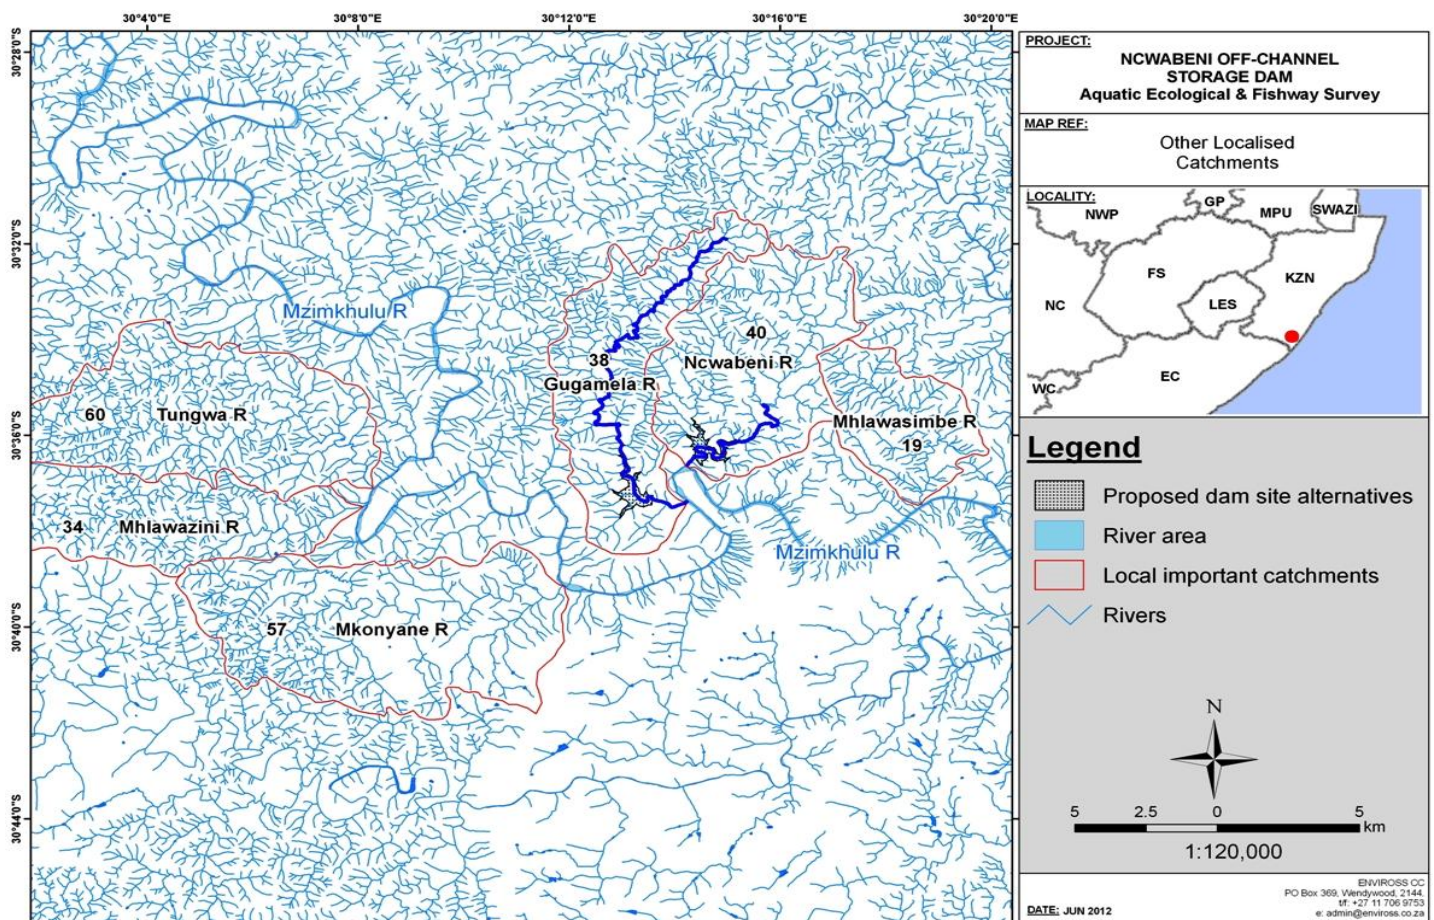 30°4'0"E 30°8'0"E 30°12'0"E 30°16'0"E 30°20'0"E
30°28'0"S
30°32'0"S
30°36'0"S
30°40'0"S
30°44'0"S
Mzimkhulu R
40
Ncwabeni R
38
Gugamela R
60 Tungwa R
Mhlawasimbe R
19
34 Mhlawazini R
Mzimkhulu R
57 Mkonyane R
PROJECT:
NCWABENI OFF-CHANNEL
STORAGE DAM
Aquatic Ecological & Fishway Survey
MAP REF:
Other Localised
Catchments
LOCALITY:
NWP
GP
MPU
SWAZI
FS
KZN
NC
LES
EC
WC
Legend
Proposed dam site alternatives
River area
Local important catchments
Rivers
N
5 2.5 0 5
km
1:120,000
ENVIROSS CC
PO Box 369, Wendywood, 2144,
t/f: +27 11 706 9753
e: admin@enviross.co.za
DATE: JUN 2012